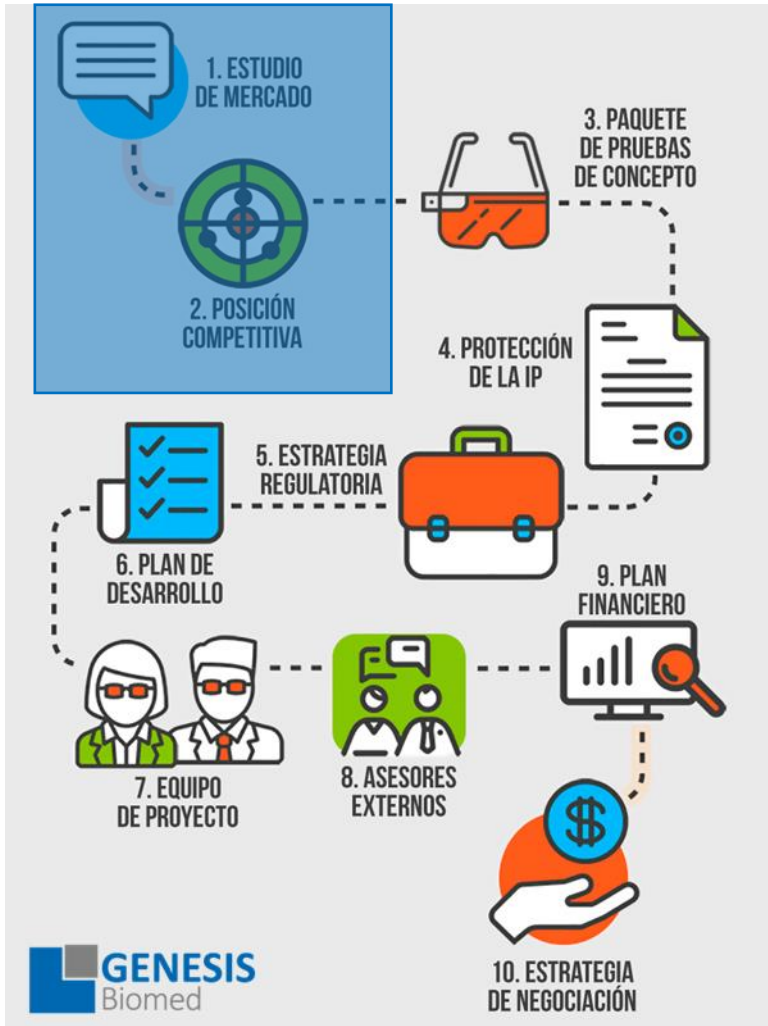 1. ESTUDIO
DE MERCADO
2. POSICIÓN
COMPETITIVA
3. PAQUETE
DE PRUEBAS
DE CONCEPTO
4. PROTECCIÓN
DE LA IP
5. ESTRATEGIA
REGULATORIA
6. PLAN DE
DESARROLLO
7. EQUIPO
DE PROYECTO
8. ASESORES
EXTERNOS
9. PLAN
FINANCIERO
$
10. ESTRATEGIA
DE NEGOCIACIÓN
GENESIS
Biomed